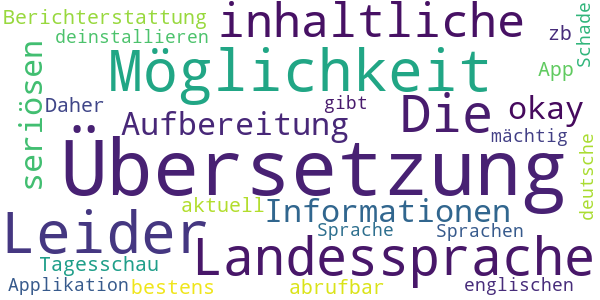 Berichterstattung
inhaltliche
zb
Schade
deinstallieren
seriösen
Möglichkeit
App
Daher
Aufbereitung
gibt
Die
okay
mächtig
Übersetzung
deutsche
aktuell
Informationen
Leider
Sprache
Sprachen
Landessprache
Tagesschau
Applikation
bestens
abrufbar
englischen